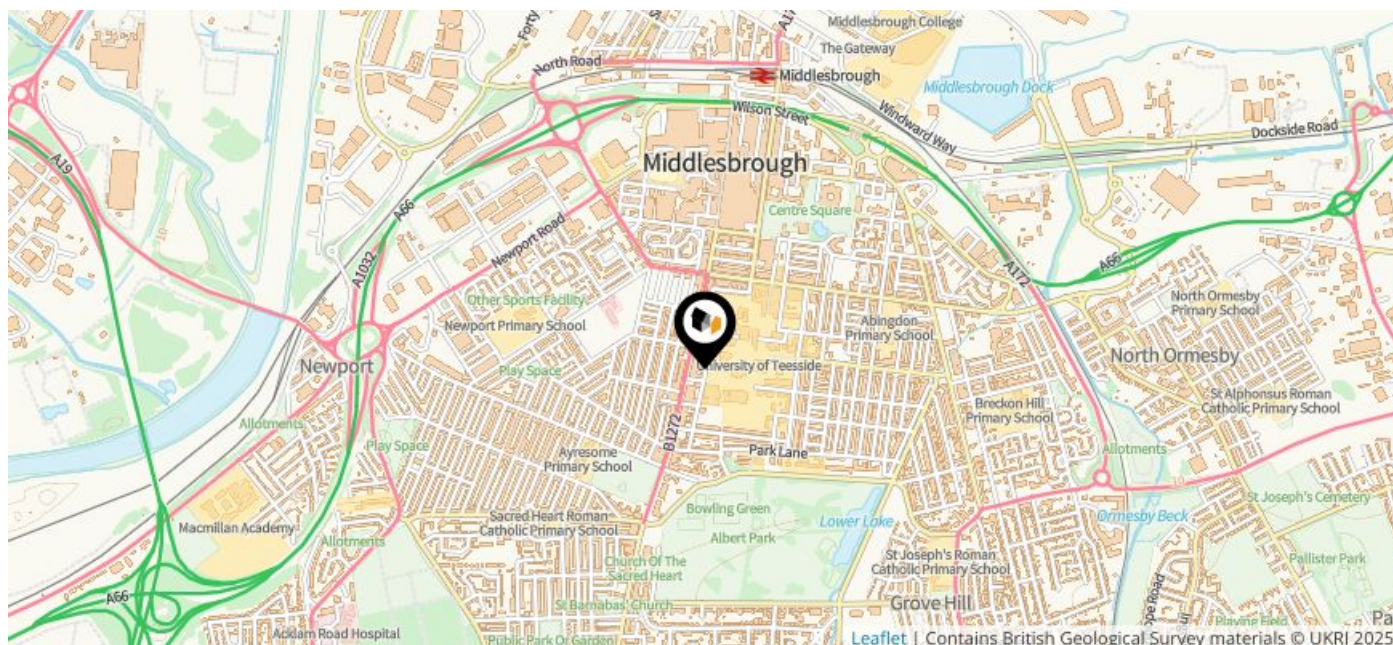 Middlesbrough College
The Gateway
North Road
Middlesbrough
Middlesbrough Dock
Wilson Street
Windward Way
Dockside Road
A19
A66
Middlesbrough
Centre Square
Newport Road
A1032
A172
A66
Other Sports Facility
Newport Primary School
Abingdon
Primary School
North Ormesby
Primary School
Newport
Play Space
University of Teesside
North Ormesby
Breckon Hill
Primary School
St Alphonsus Roman
Catholic Primary School
Allotments
Play Space
B1272
Ayresome
Primary School
Park Lane
Allotments
St Joseph's Cemetery
Macmillan Academy
Sacred Heart Roman
Catholic Primary School
Bowling Green
Albert Park
Lower Lake
Ormesby Beck
Allotments
Church Of The
Sacred Heart
St Joseph's Roman
Catholic Primary School
Pallister Park
A66
St Barnabas' Church
Grove Hill
Acklam Road Hospital
Public Park Or Garden
Playing Field
Leaflet | Contains British Geological Survey materials © UKRI 2025